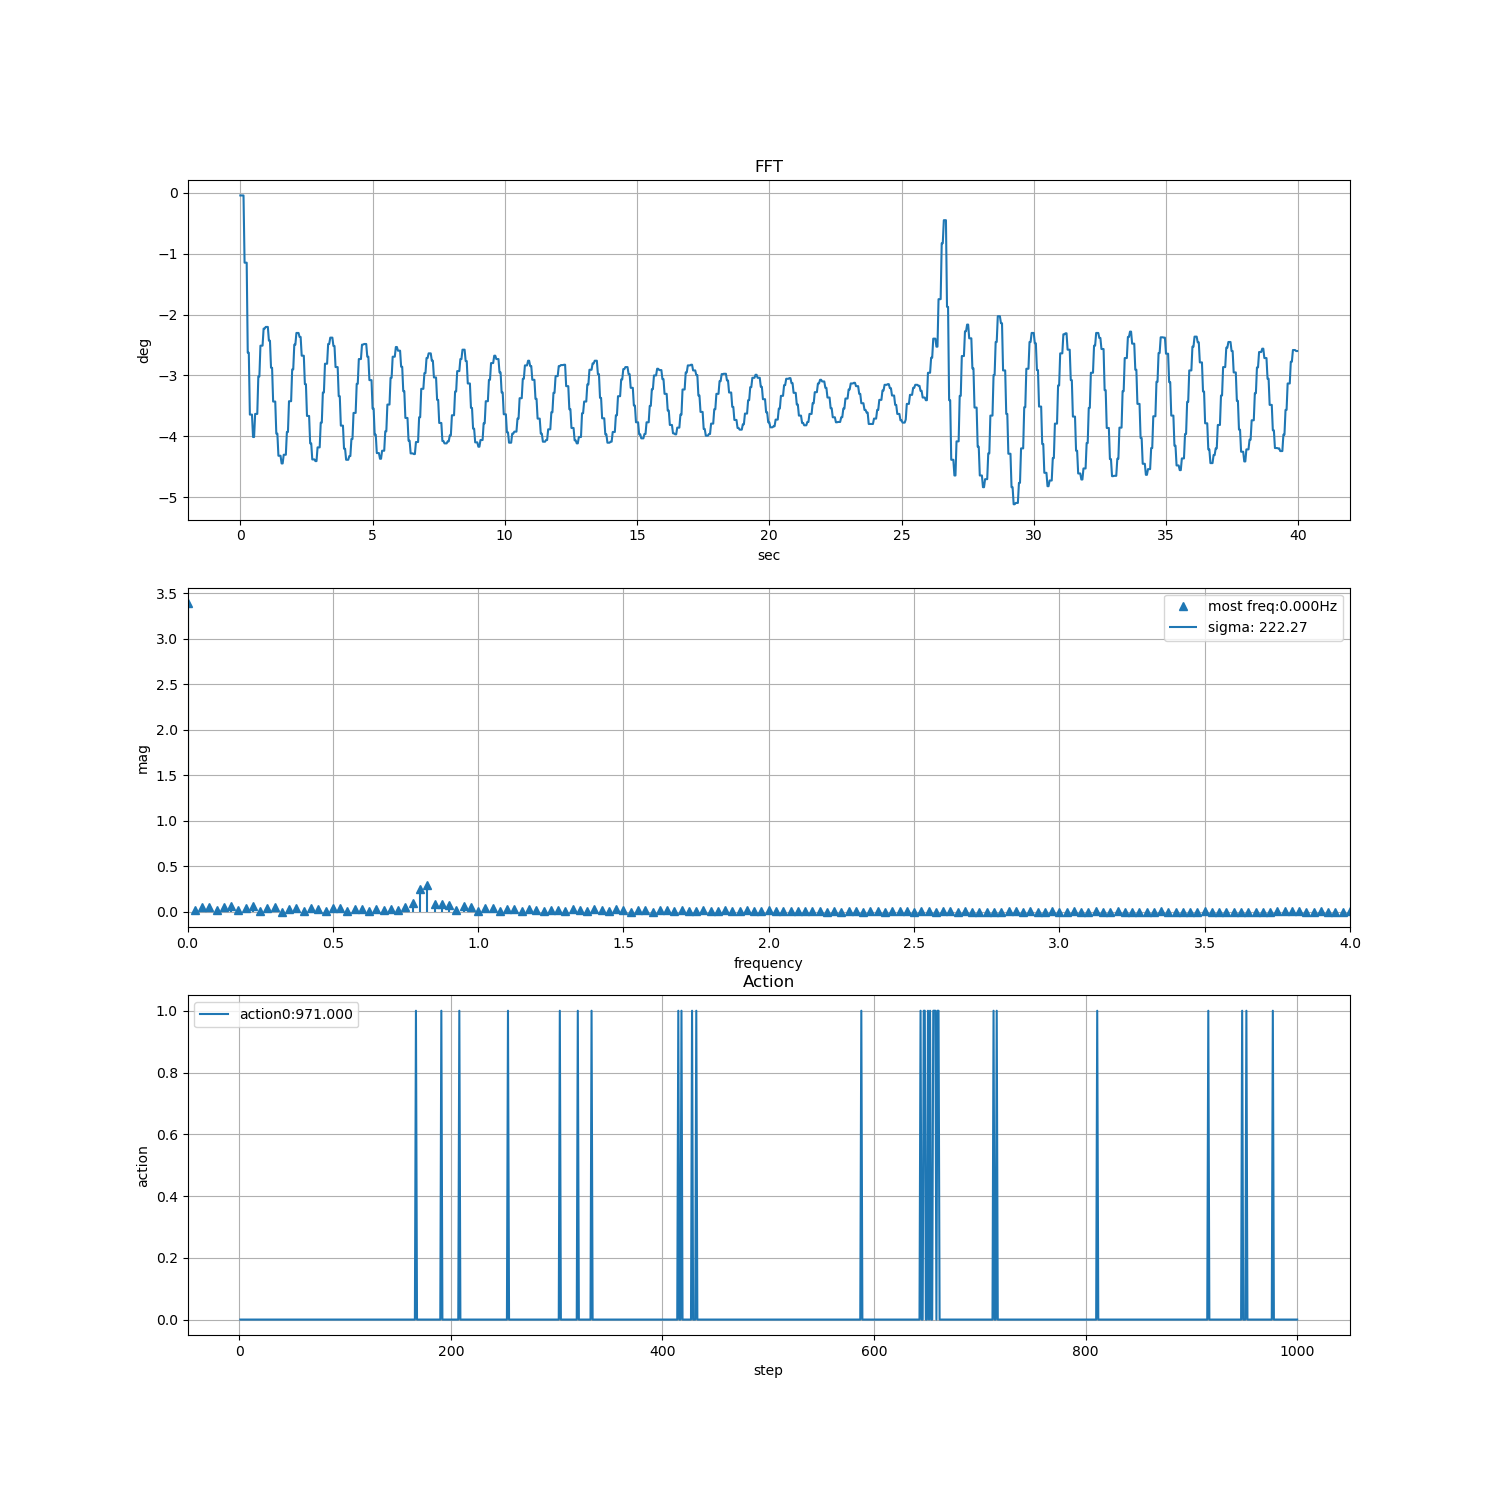 FFT
0
−1
−2
−3
−4
−5
deg
0 5 10 15 20 25 30 35 40
sec
3.5
3.0
2.5
2.0
1.5
1.0
0.5
0.0
mag
most freq:0.000Hz
sigma: 222.27
0.0 0.5 1.0 1.5 2.0 2.5 3.0 3.5 4.0
frequency
Action
1.0
0.8
0.6
0.4
0.2
0.0
action
action0:971.000
0 200 400 600 800 1000
step